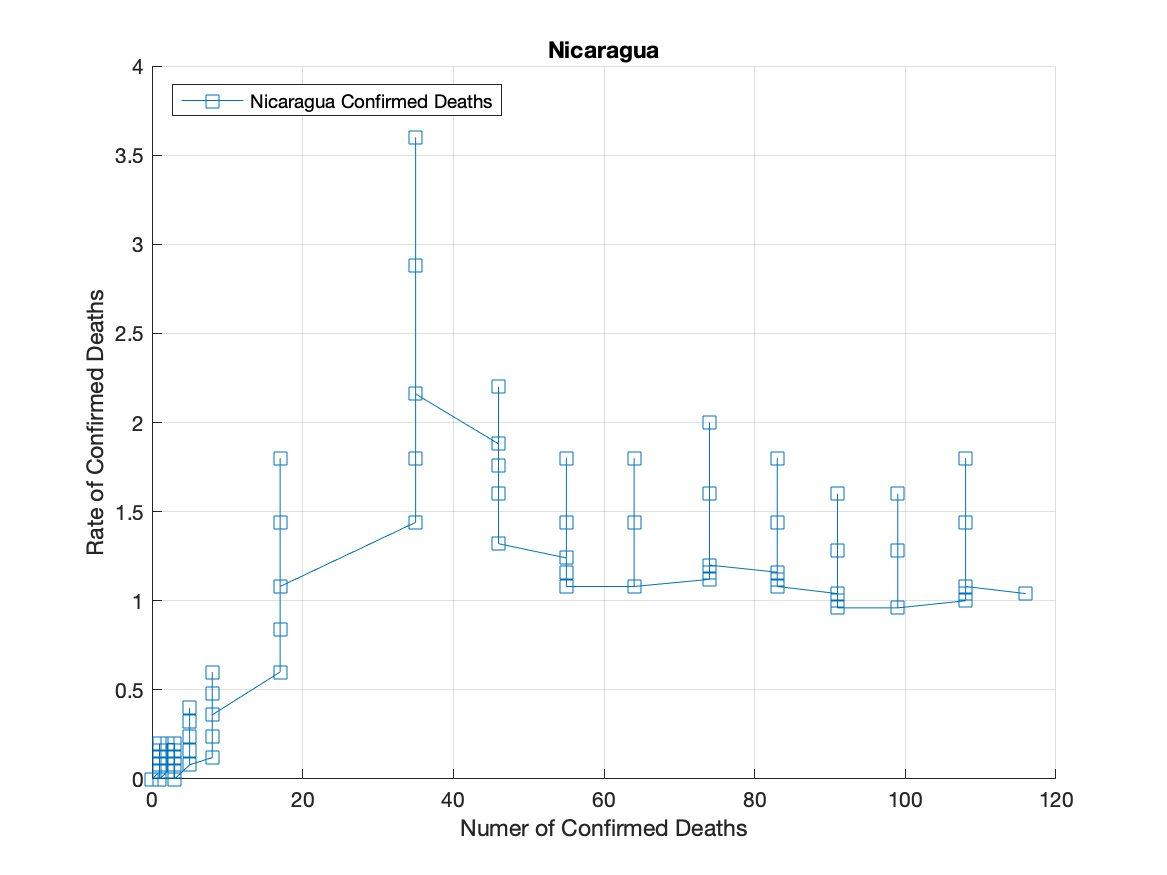 Nicaragua
Nicaragua Confirmed Deaths
4
3.5
3
2.5
2
1.5
1
0.5
0
Rate of Confirmed Deaths
0 20 40 60 80 100 120
Numer of Confirmed Deaths